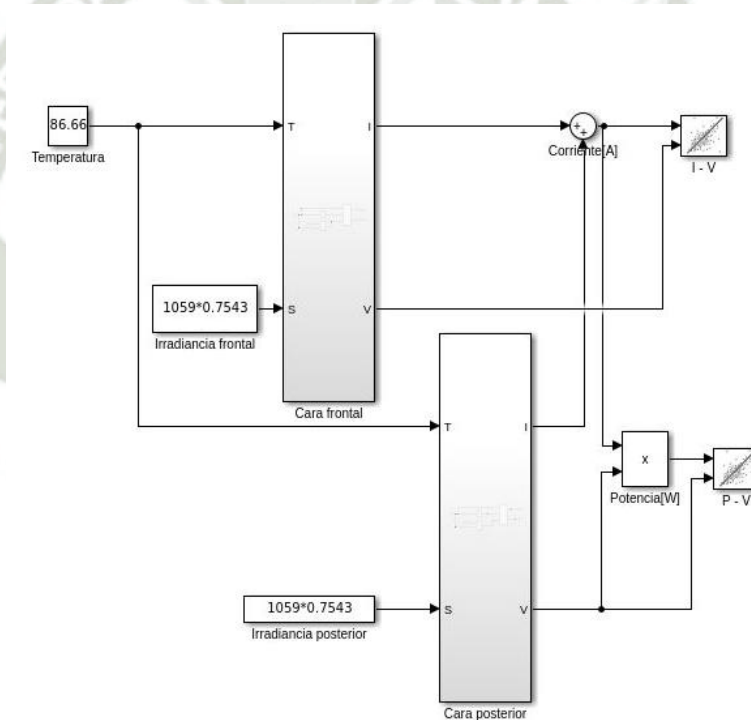 86.66
Temperatura
T
I
+
+
Corriente[A]
I - V
1059*0.7543
Irradiancia frontal
S
V
Cara frontal
T
I
x
Potencia[W]
P - V
1059*0.7543
Irradiancia posterior
S
V
Cara posterior